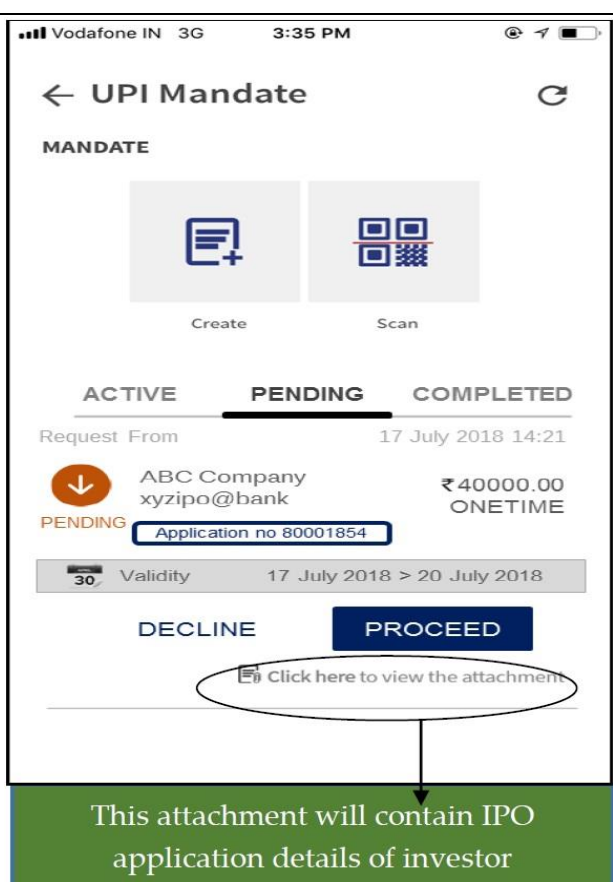 Vodafone IN 3G 3:35 PM
← UPI Mandate
MANDATE
Create Scan
ACTIVE PENDING COMPLETED
Request From 17 July 2018 14:21
ABC Company ₹40000.00
xyzipo@bank ONETIME
PENDING
Application no 80001854
30 Validity 17 July 2018 > 20 July 2018
DECLINE PROCEED
Click here to view the attachment
This attachment will contain IPO
application details of investor